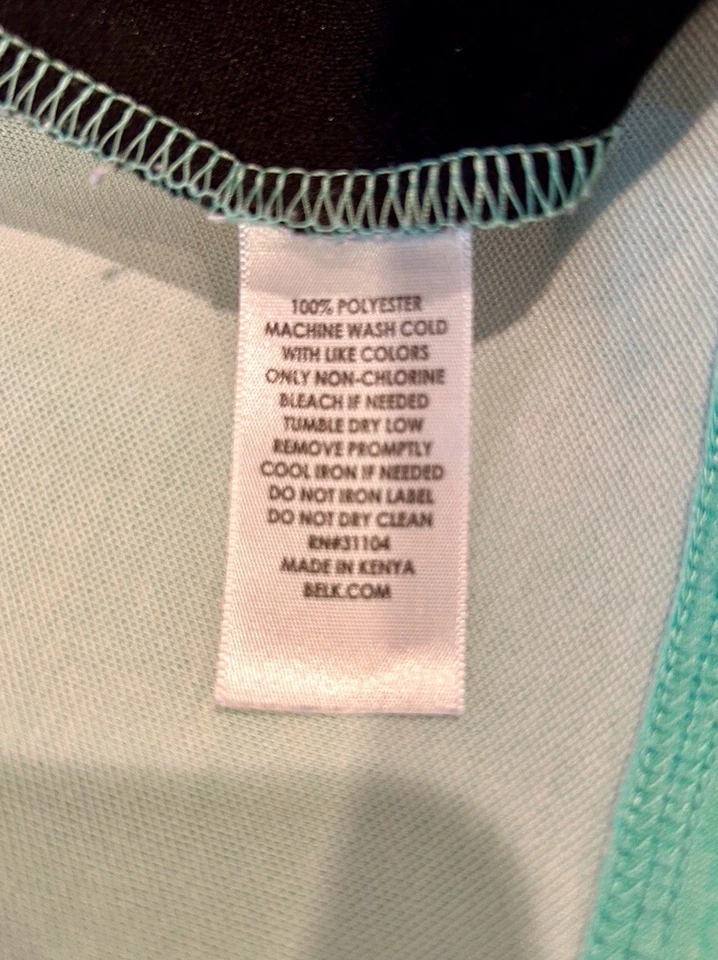 100% POLYESTER
MACHINE WASH COLD
WITH LIKE COLORS
ONLY NON-CHLORINE
BLEACH IF NEEDED
TUMBLE DRY LOW
REMOVE PROMPTLY
COOL IRON IF NEEDED
DO NOT IRON LABEL
DO NOT DRY CLEAN
RN#31104
MADE IN KENYA
BELK.COM